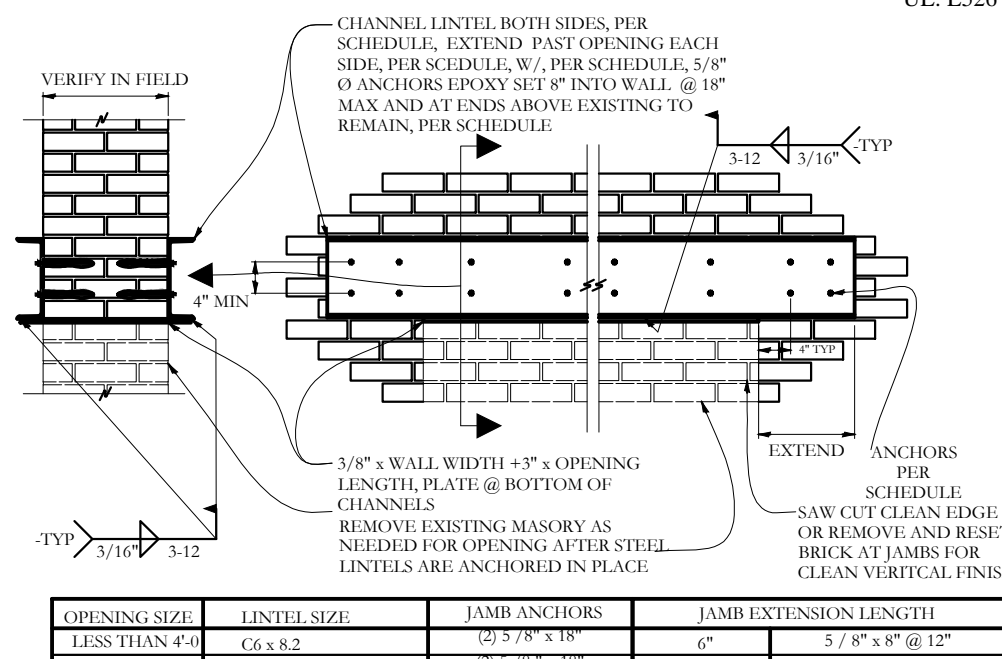 UL: L526
CHANNEL LINTEL BOTH SIDES, PER
SCHEDULE, EXTEND PAST OPENING EACH
SIDE, PER SCEDULE, W/, PER SCHEDULE, 5/8"
Ø ANCHORS EPOXY SET 8" INTO WALL @ 18"
MAX AND AT ENDS ABOVE EXISTING TO
REMAIN, PER SCHEDULE
VERIFY IN FIELD
3-12
3/16"
-TYP
4" MIN
4" TYP
EXTEND
ANCHORS
PER
SCHEDULE
3/8" x WALL WIDTH +3" x OPENING
LENGTH, PLATE @ BOTTOM OF
CHANNELS
REMOVE EXISTING MASORY AS
NEEDED FOR OPENING AFTER STEEL
LINTELS ARE ANCHORED IN PLACE
SAW CUT CLEAN EDGE
OR REMOVE AND RESET
BRICK AT JAMBS FOR
CLEAN VERITCAL FINIS
-TYP
3/16"
3-12
OPENING SIZE LINTEL SIZE JAMB ANCHORS JAMB EXTENSION LENGTH
LESS THAN 4'-0 C6 x 8.2 (2) 5 /8" x 18" 6" 5 / 8" x 8" @ 12"